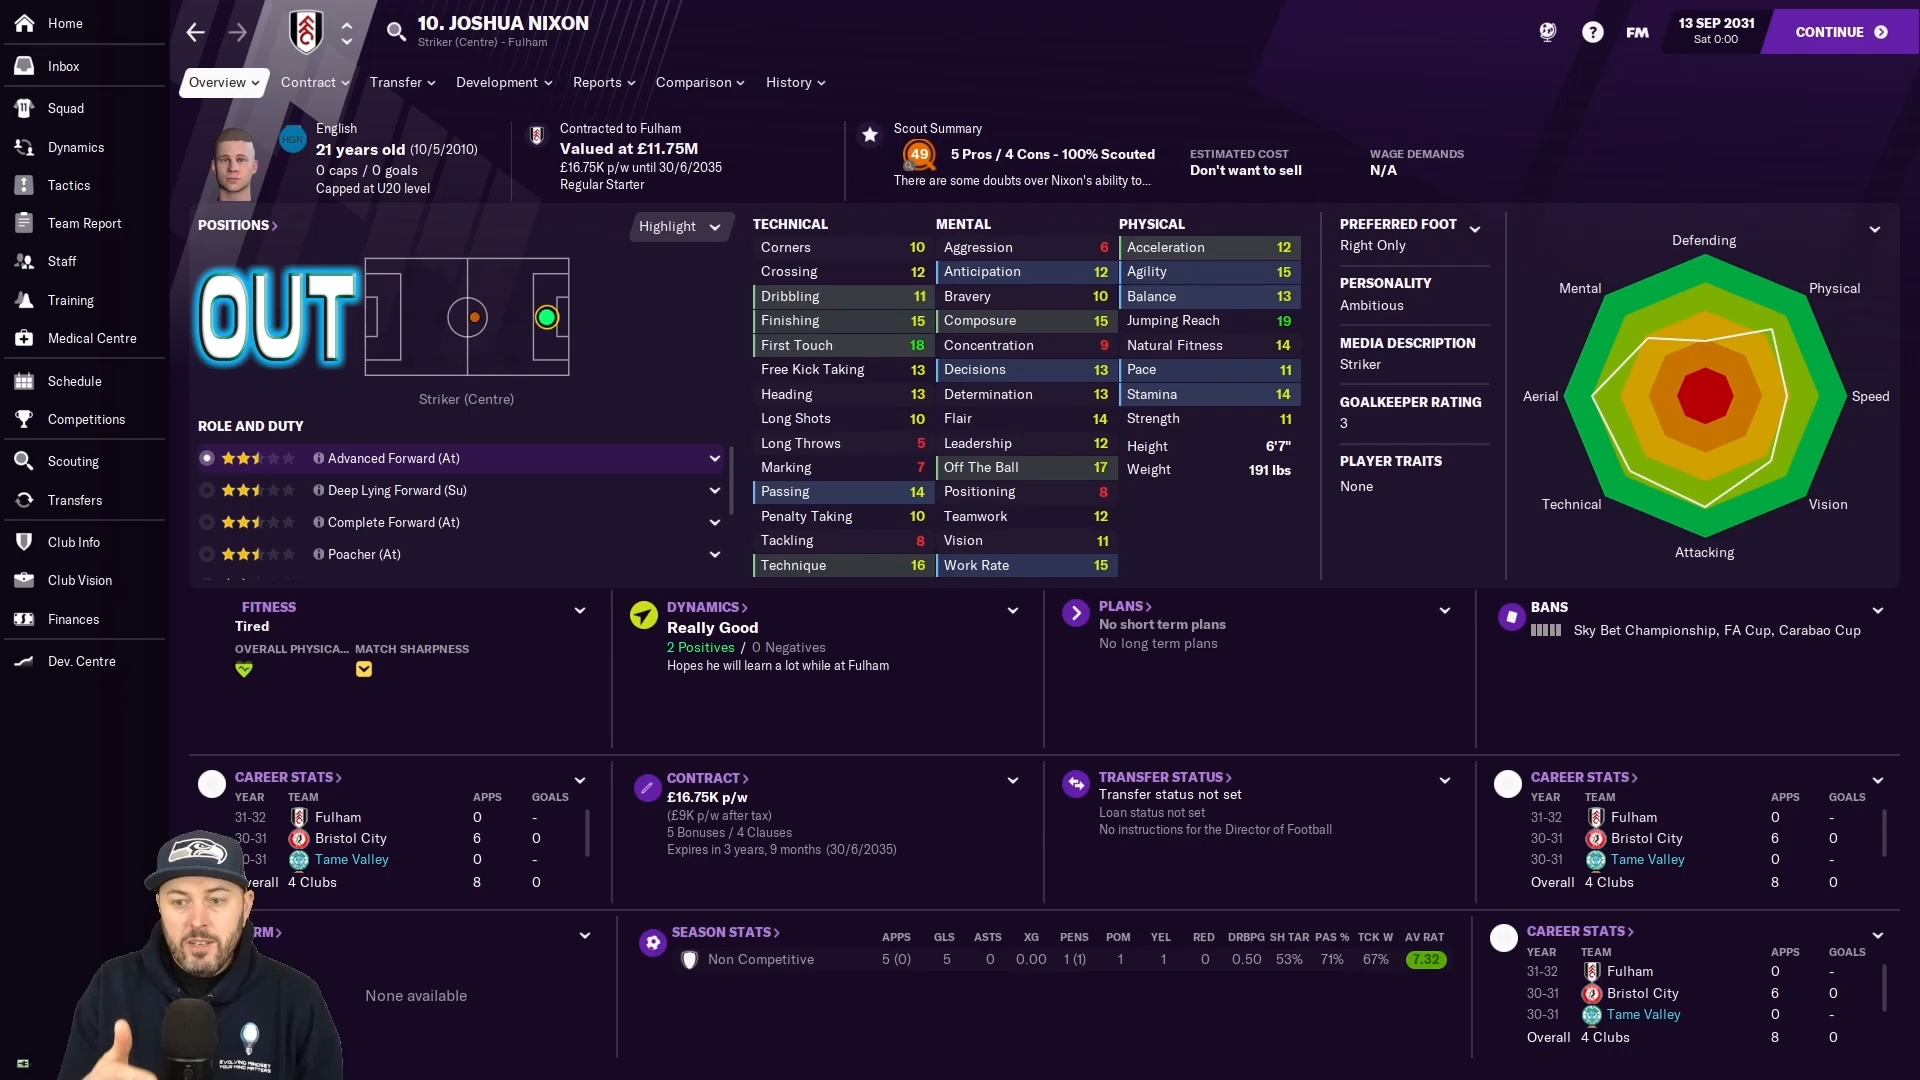 Home
Inbox
Squad
Dynamics
Tactics
Team Report
Staff
Training
Medical Centre
Schedule
Competitions
Scouting
Transfers
Club Info
Club Vision
Finances
Dev. Centre
10. JOSHUA NIXON
Striker (Centre) - Fulham
FM
13 SEP 2031
Sat 0:00
CONTINUE
Overview
Contract
Transfer
Development
Reports
Comparison
History
HGN
English
21 years old (10/5/2010)
0 caps / 0 goals
Capped at U20 level
Contracted to Fulham
Valued at £11.75M
£16.75K p/w until 30/6/2035
Regular Starter
Scout Summary
49
5 Pros / 4 Cons - 100% Scouted
There are some doubts over Nixon's ability to...
ESTIMATED COST
Don't want to sell
WAGE DEMANDS
N/A
POSITIONS
Highlight
OUT
Striker (Centre)
ROLE AND DUTY
Advanced Forward (At)
Deep Lying Forward (Su)
Complete Forward (At)
Poacher (At)
TECHNICAL
Corners 10
Crossing 12
Dribbling 11
Finishing 15
First Touch 18
Free Kick Taking 13
Heading 13
Long Shots 10
Long Throws 5
Marking 7
Passing 14
Penalty Taking 10
Tackling 8
Technique 16
MENTAL
Aggression 6
Anticipation 12
Bravery 10
Composure 15
Concentration 9
Decisions 13
Determination 13
Flair 14
Leadership 12
Off The Ball 17
Positioning 8
Teamwork 12
Vision 11
Work Rate 15
PHYSICAL
Acceleration 12
Agility 15
Balance 13
Jumping Reach 19
Natural Fitness 14
Pace 11
Stamina 14
Strength 11
Height 6'7"
Weight 191 lbs
PREFERRED FOOT
Right Only
PERSONALITY
Ambitious
MEDIA DESCRIPTION
Striker
GOALKEEPER RATING
3
PLAYER TRAITS
None
Defending
Mental
Physical
Aerial
Speed
Technical
Vision
Attacking
FITNESS
Tired
OVERALL PHYSICA... MATCH SHARPNESS
DYNAMICS
Really Good
2 Positives / 0 Negatives
Hopes he will learn a lot while at Fulham
PLANS
No short term plans
No long term plans
BANS
Sky Bet Championship, FA Cup, Carabao Cup
CAREER STATS
YEAR TEAM APPS GOALS
31-32 Fulham 0 -
30-31 Bristol City 6 0
0-31 Tame Valley 0 -
verall 4 Clubs 8 0
CONTRACT
£16.75K p/w
(£9K p/w after tax)
5 Bonuses / 4 Clauses
Expires in 3 years, 9 months (30/6/2035)
TRANSFER STATUS
Transfer status not set
Loan status not set
No instructions for the Director of Football
CAREER STATS
YEAR TEAM APPS GOALS
31-32 Fulham 0 -
30-31 Bristol City 6 0
30-31 Tame Valley 0 -
Overall 4 Clubs 8 0
RM
None available
SEASON STATS
APPS GLS ASTS XG PENS POM YEL RED DRBPG SH TAR PAS % TCK W AV RAT
Non Competitive 5 (0) 5 0 0.00 1 (1) 1 1 0 0.50 53% 71% 67% 7.32
CAREER STATS
YEAR TEAM APPS GOALS
31-32 Fulham 0 -
30-31 Bristol City 6 0
30-31 Tame Valley 0 -
Overall 4 Clubs 8 0
EVOLVING MINDSET
YOUR MIND MATTERS